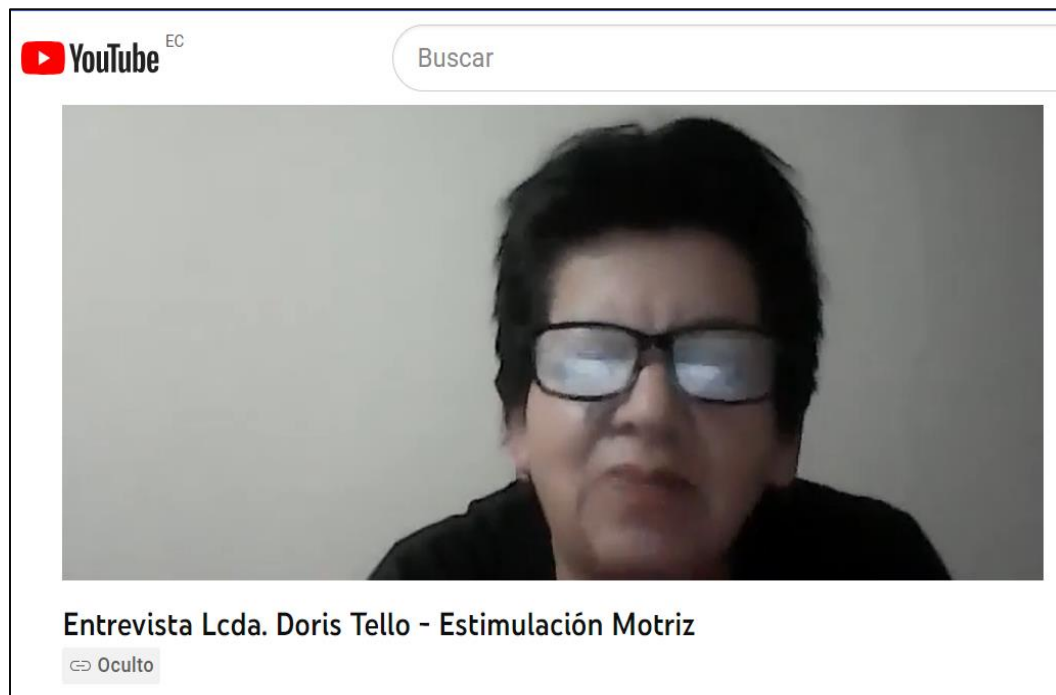 YouTube EC
Buscar
Entrevista Lcda. Doris Tello - Estimulación Motriz
Oculto